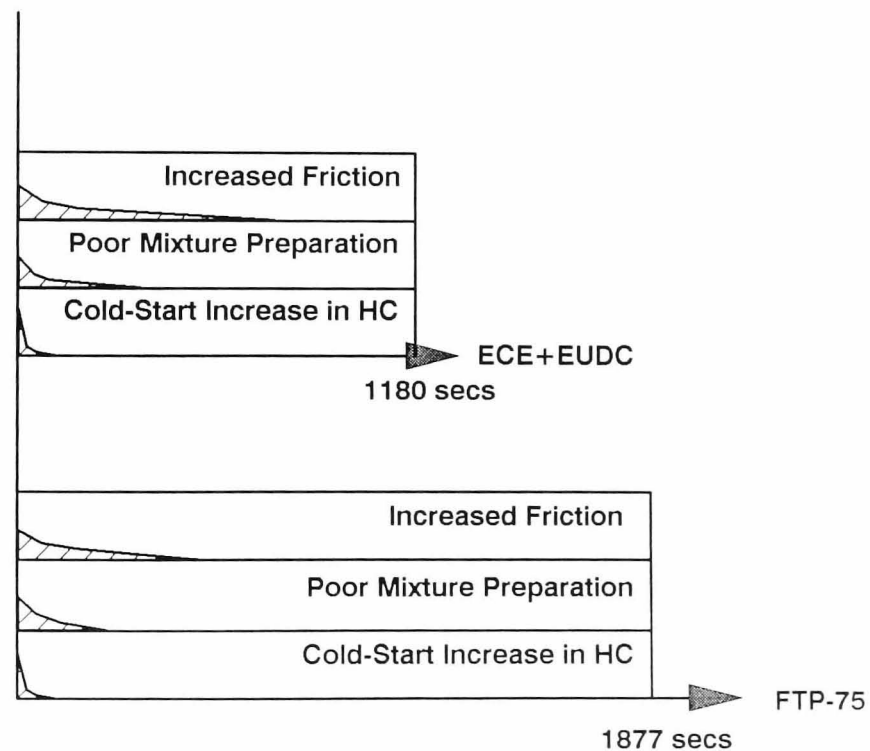 Increased Friction
Poor Mixture Preparation
Cold-Start Increase in HC
ECE+EUDC
1180 secs
Increased Friction
Poor Mixture Preparation
Cold-Start Increase in HC
FTP-75
1877 secs